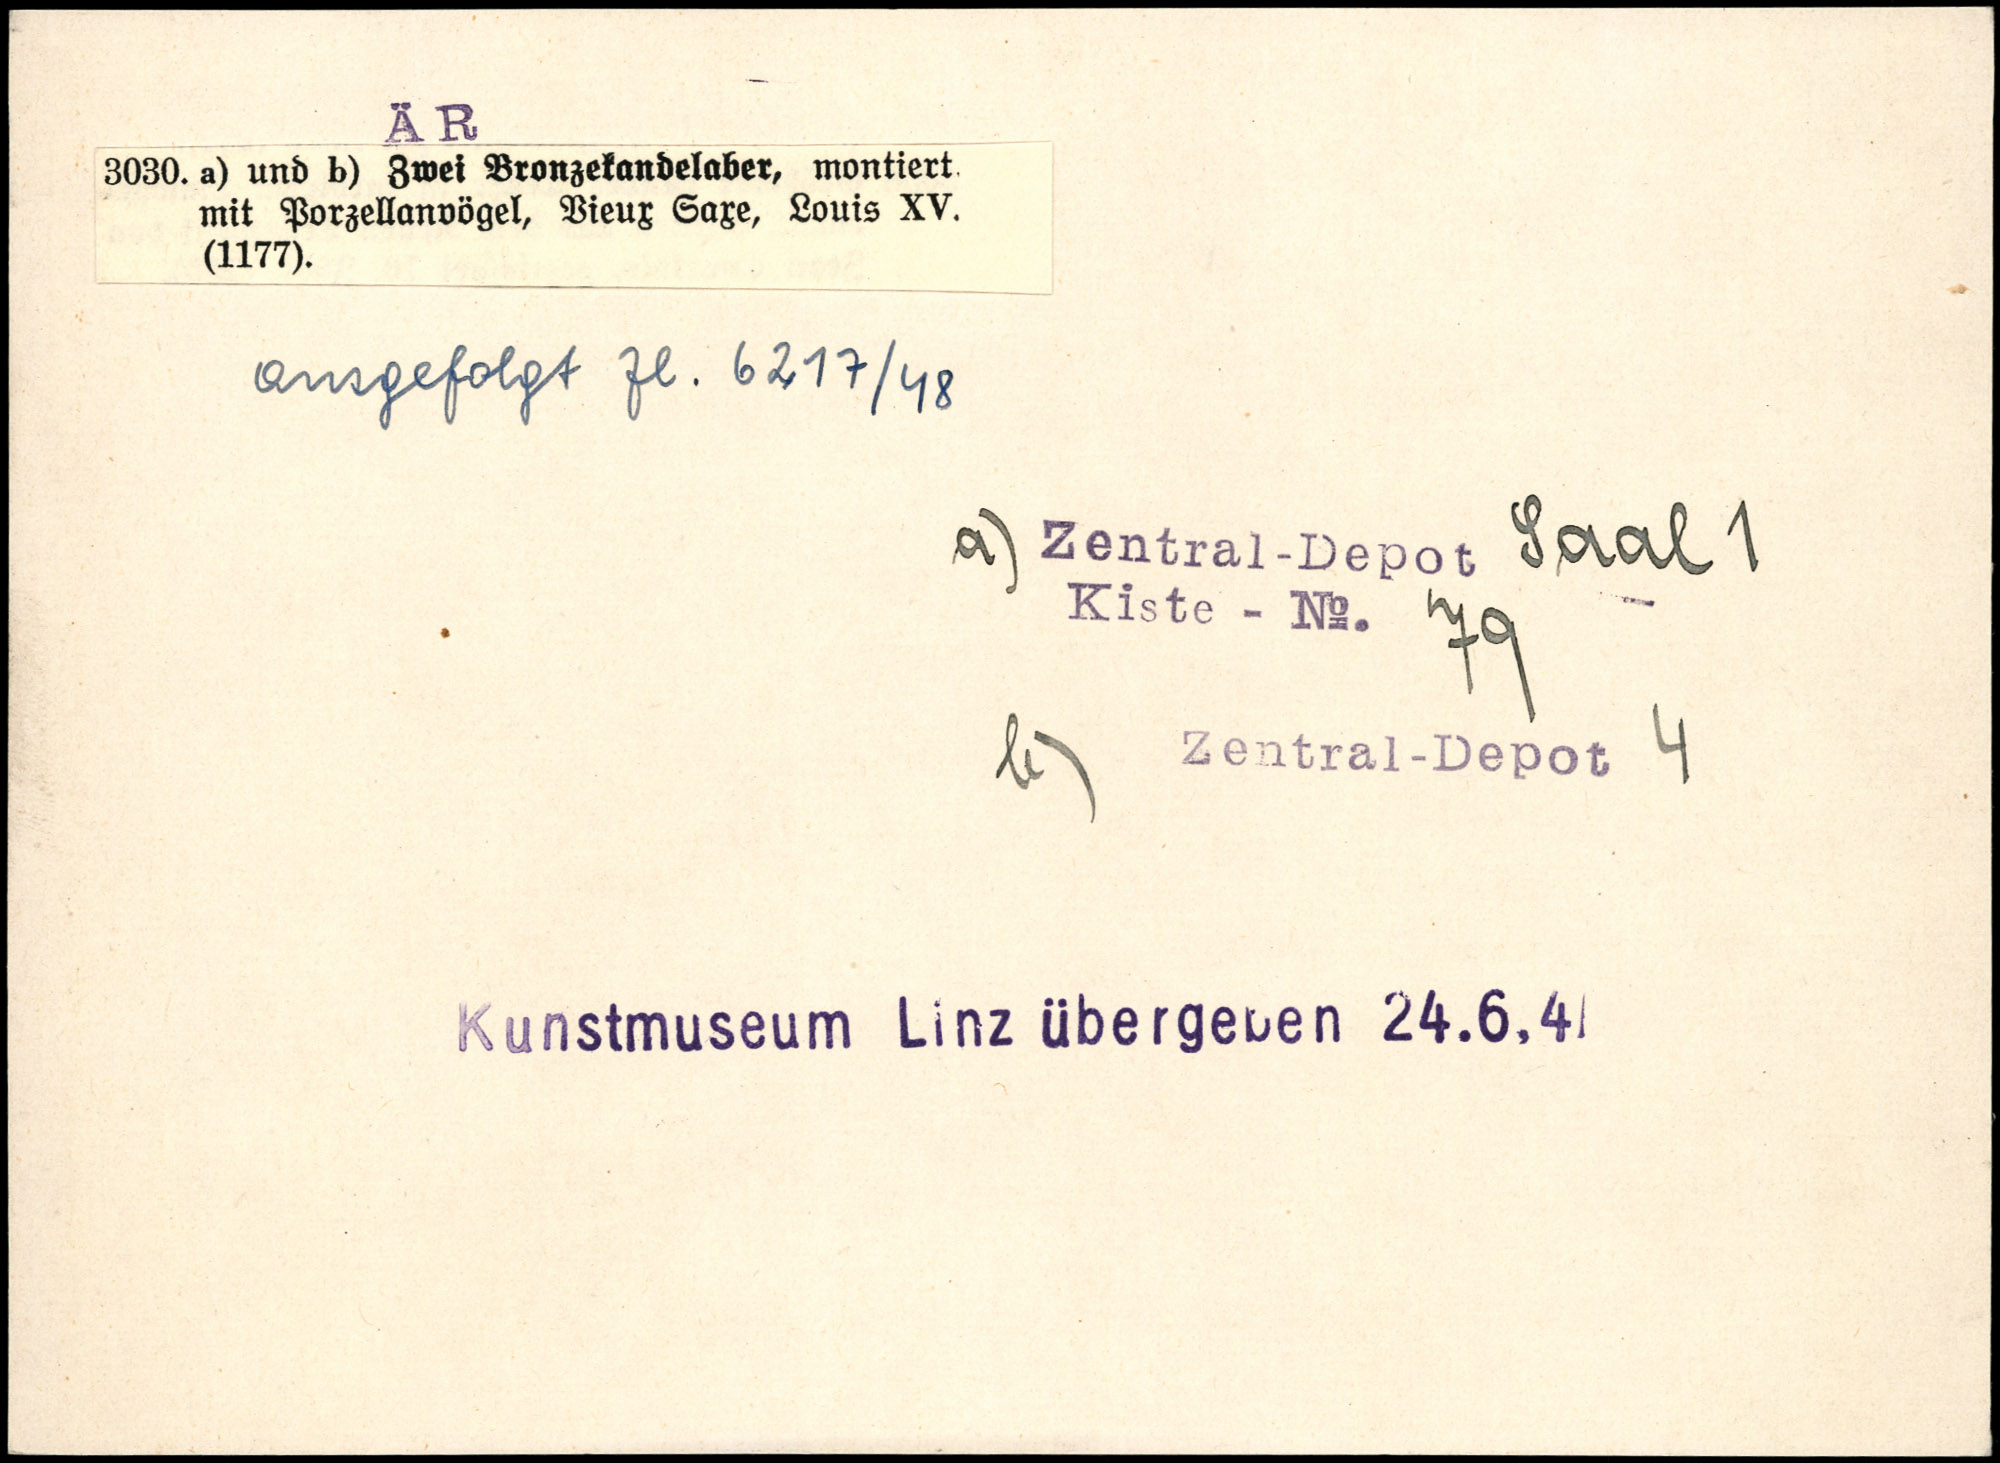 ÄR
3030. a) und b) Zwei Bronzekandelaber, montiert
mit Porzellanvögel, Vieux Saxe, Louis XV.
(1177).
ausgefolgt Zl. 6217/48
a) Zentral-Depot Saal 1
Kiste - №. 79
b) Zentral-Depot 4
Kunstmuseum Linz übergeben 24.6.41